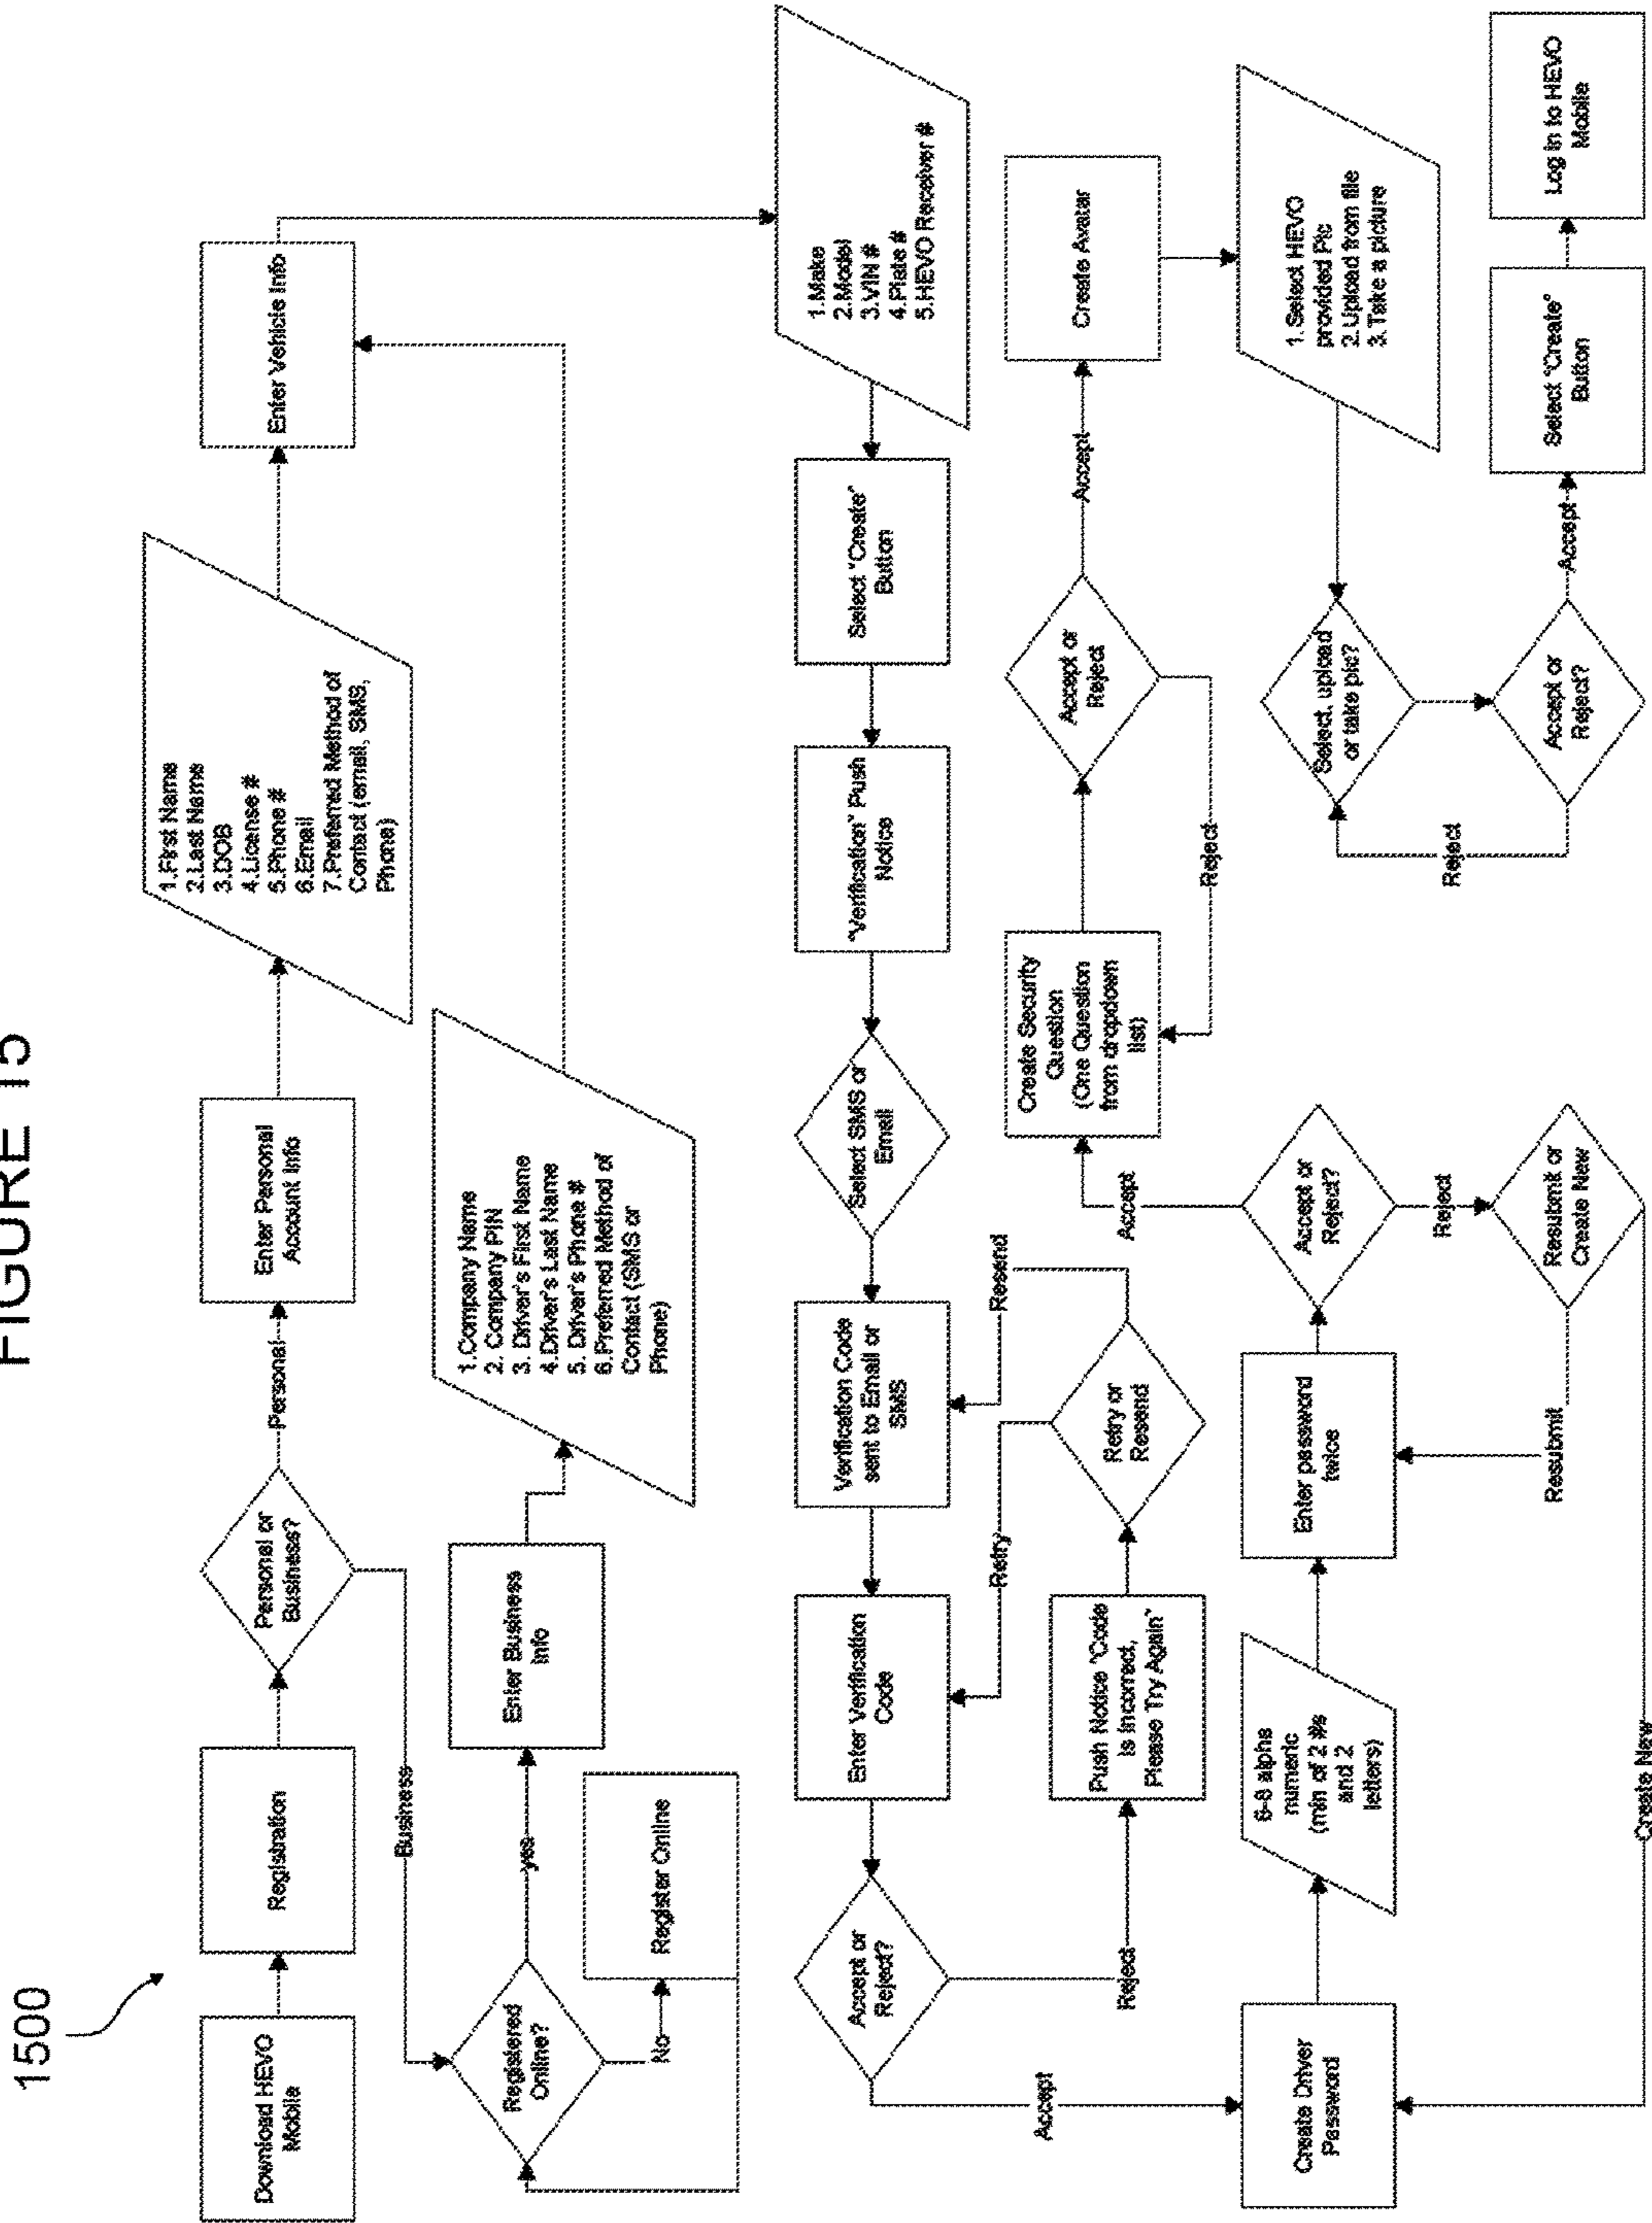 FIGURE 15
1500
Download HEVO
Mobile
Registration
Personal or
Business?
Personal
Enter Personal
Account Info
1.First Name
2.Last Name
3.DOB
4.License #
5.Phone #
6.Email
7.Preferred Method of
Contact (email, SMS,
Phone)
Enter Vehicle Info
Business
Registered
Online?
yes
No
Register Online
Enter Business
Info
1.Company Name
2. Company PIN
3. Driver's First Name
4.Driver's Last Name
5. Driver's Phone #
6.Preferred Method of
Contact (SMS or
Phone)
1.Make
2.Model
3.VIN #
4.Plate #
5.HEVO Receiver #
Select "Create"
Button
"Verification" Push
Notice
Select SMS or
Email
Verification Code
sent to Email or
SMS
Enter Verification
Code
Accept or
Reject?
Reject
Push Notice "Code
is Incorrect,
Please Try Again"
Retry or
Resend
Retry
Resend
Accept
Create Driver
Password
6-8 alpha
numeric
(min of 2 #s
and 2
letters)
Enter password
twice
Accept or
Reject?
Reject
Resubmit or
Create New
Resubmit
Create New
Accept
Create Security
Question
(One Question
from dropdown
list)
Accept or
Reject
Reject
Accept
Create Avatar
1.Select HEVO
provided Pic
2.Upload from file
3.Take a picture
Select, upload
or take pic?
Accept or
Reject?
Reject
Accept
Select "Create"
Button
Log in to HEVO
Mobile